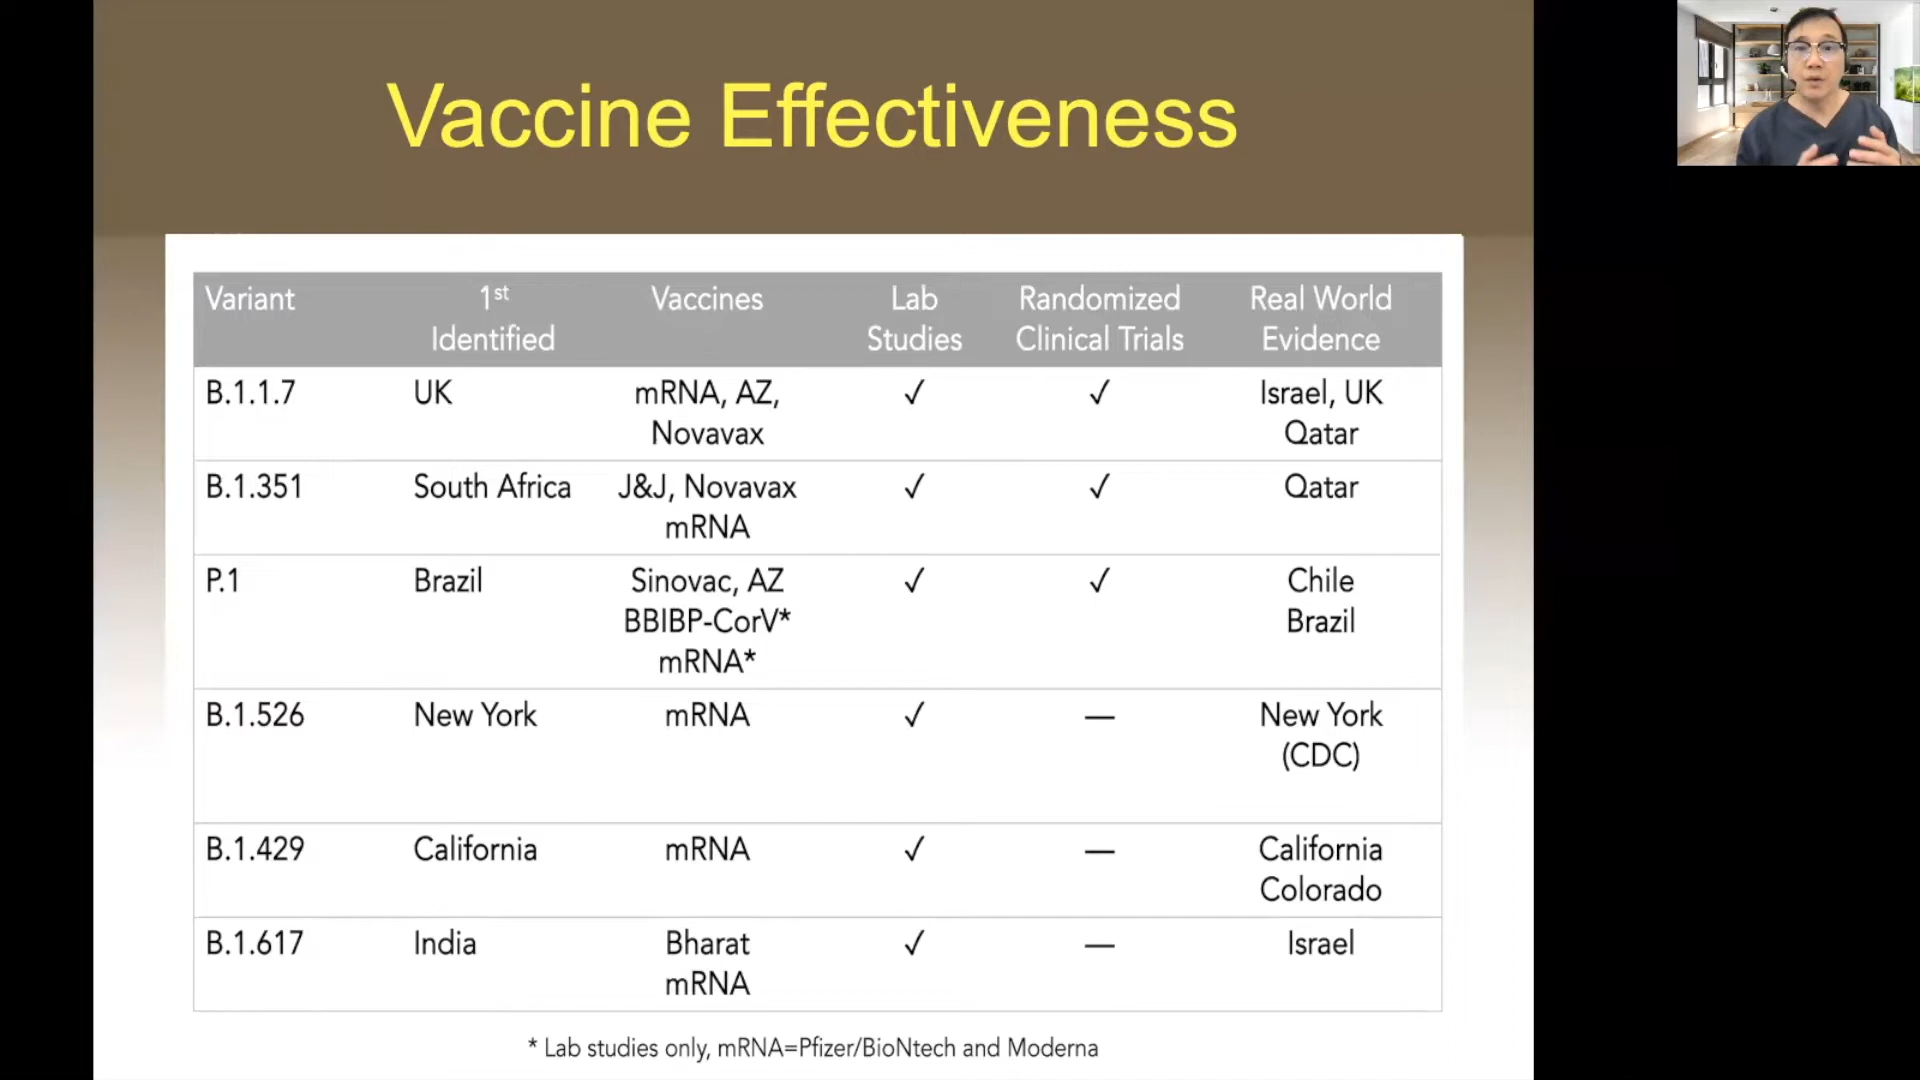 Vaccine Effectiveness
Variant 1st Identified Vaccines Lab Studies Randomized Clinical Trials Real World Evidence
B.1.1.7 UK mRNA, AZ, Novavax ✓ ✓ Israel, UK Qatar
B.1.351 South Africa J&J, Novavax mRNA ✓ ✓ Qatar
P.1 Brazil Sinovac, AZ BBIBP-CorV* mRNA* ✓ ✓ Chile Brazil
B.1.526 New York mRNA ✓ — New York (CDC)
B.1.429 California mRNA ✓ — California Colorado
B.1.617 India Bharat mRNA ✓ — Israel
* Lab studies only, mRNA=Pfizer/BioNtech and Moderna